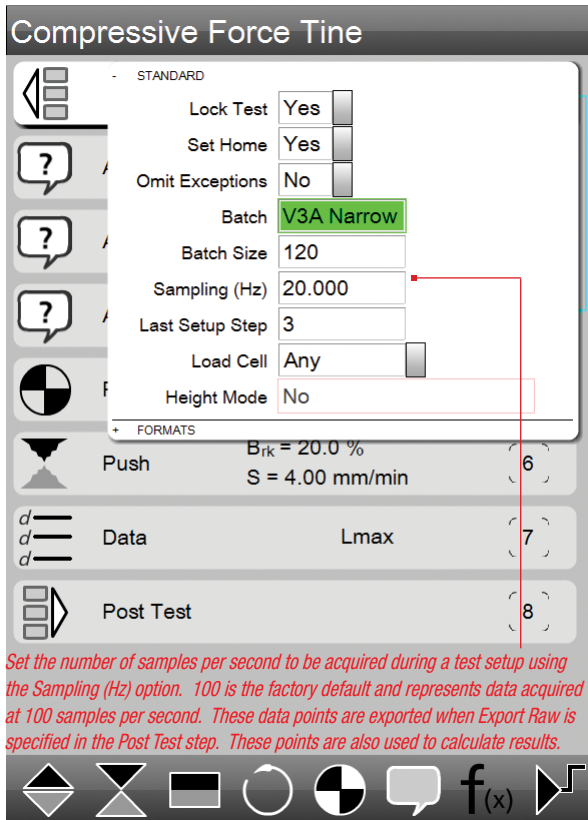 Compressive Force Tine
- STANDARD
Lock Test Yes
Set Home Yes
Omit Exceptions No
Batch V3A Narrow
Batch Size 120
Sampling (Hz) 20.000
Last Setup Step 3
Load Cell Any
Height Mode No
+ FORMATS
?
?
?
Push
Brk = 20.0 %
S = 4.00 mm/min
6
d
d
d
Data Lmax 7
Post Test 8
Set the number of samples per second to be acquired during a test setup using
the Sampling (Hz) option. 100 is the factory default and represents data acquired
at 100 samples per second. These data points are exported when Export Raw is
specified in the Post Test step. These points are also used to calculate results.
f(x)